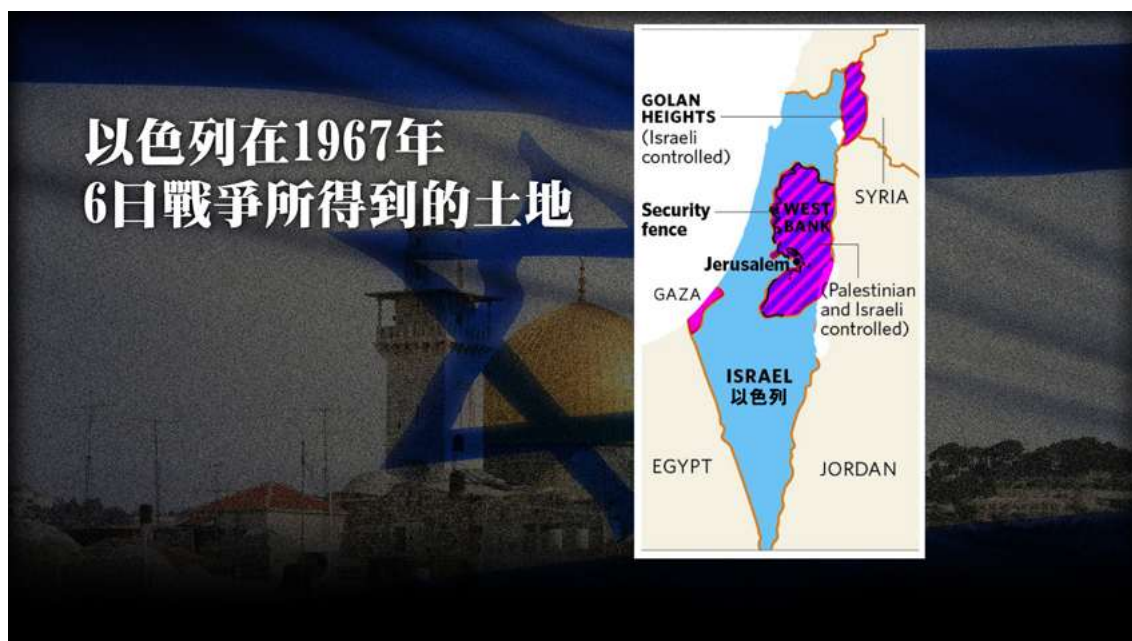 以色列在1967年
6日戰爭所得到的土地
GOLAN
HEIGHTS
(Israeli
controlled)
SYRIA
Security
fence
WEST
BANK
Jerusalem
GAZA
(Palestinian
and Israeli
controlled)
ISRAEL
以色列
EGYPT
JORDAN